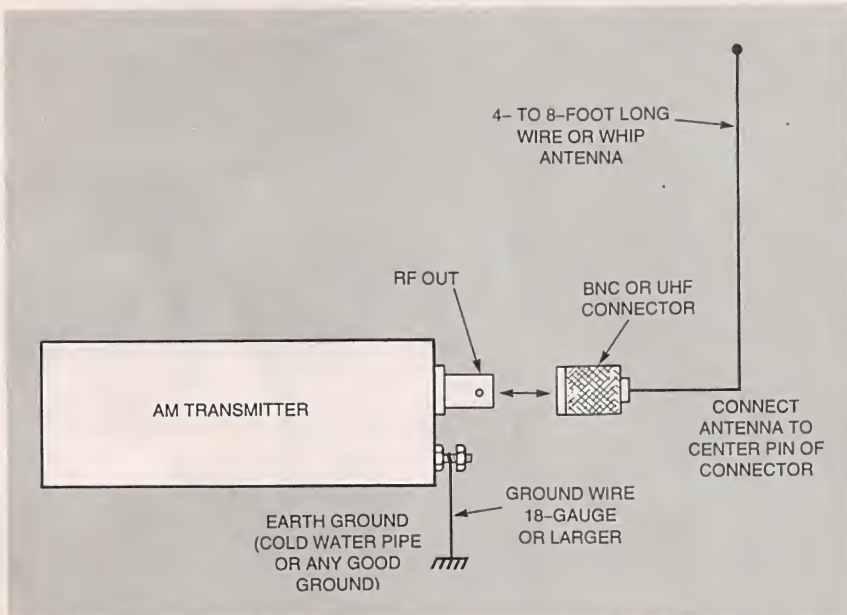 4– TO 8–FOOT LONG
WIRE OR WHIP
ANTENNA
RF OUT
BNC OR UHF
CONNECTOR
AM TRANSMITTER
CONNECT
ANTENNA TO
CENTER PIN OF
CONNECTOR
GROUND WIRE
18–GAUGE
OR LARGER
EARTH GROUND
(COLD WATER PIPE
OR ANY GOOD
GROUND)